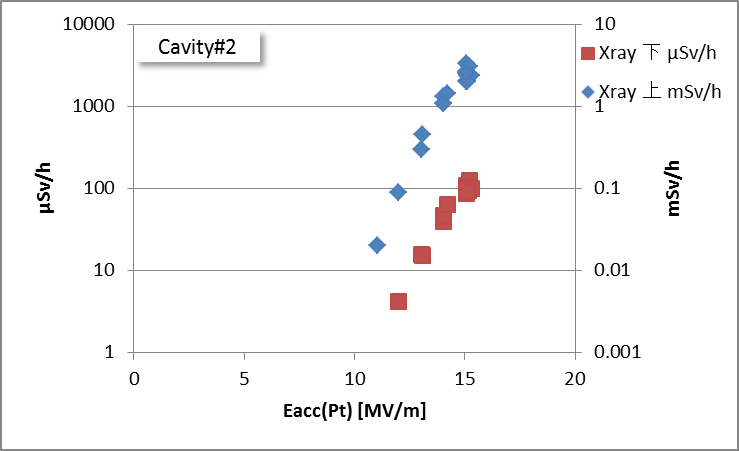 Cavity#2
10000
1000
100
10
1
µSv/h
10
1
0.1
0.01
0.001
mSv/h
Xray 下 µSv/h
Xray 上 mSv/h
0 5 10 15 20
Eacc(Pt) [MV/m]